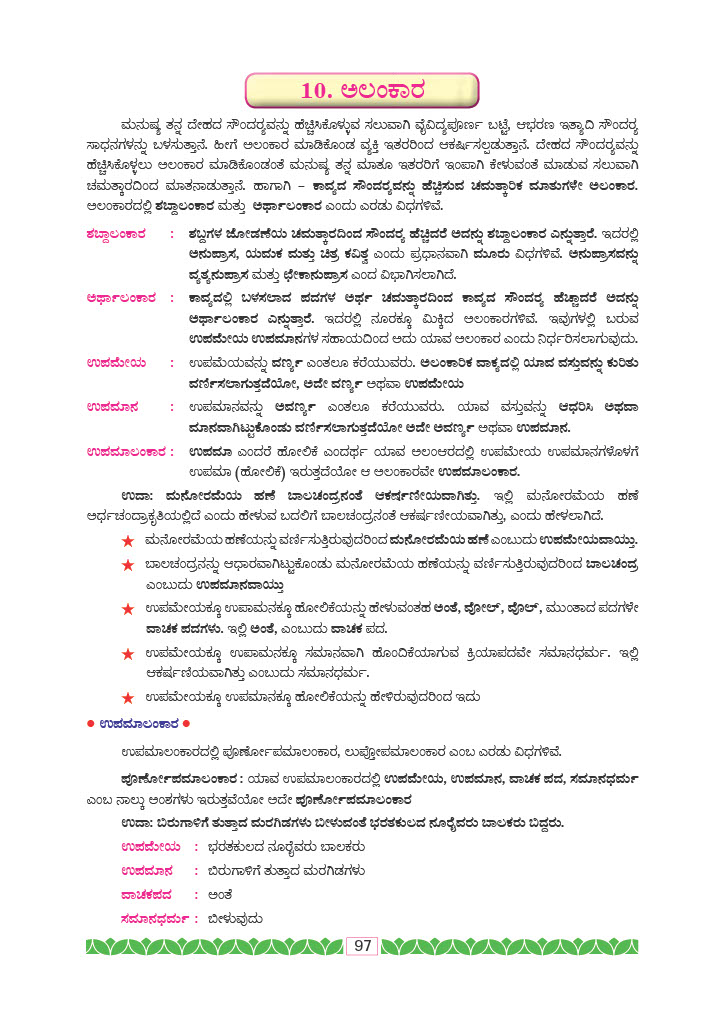 10. ಅಲಂಕಾರ
ಮನುಷ್ಯ ತನ್ನ ದೇಹದ ಸೌಂದರ‍್ಯವನ್ನು ಹೆಚ್ಚಿಸಿಕೊಳ್ಳುವ ಸಲುವಾಗಿ ವೈವಿದ್ಯಪೂರ್ಣ ಬಟ್ಟೆ, ಆಭರಣ ಇತ್ಯಾದಿ ಸೌಂದರ‍್ಯ
ಸಾಧನಗಳನ್ನು ಬಳಸುತ್ತಾನೆ. ಹೀಗೆ ಅಲಂಕಾರ ಮಾಡಿಕೊಂಡ ವ್ಯಕ್ತಿ ಇತರರಿಂದ ಆಕರ್ಷಿಸಲ್ಪಡುತ್ತಾನೆ. ದೇಹದ ಸೌಂದರ‍್ಯವನ್ನು
ಹೆಚ್ಚಿಸಿಕೊಳ್ಳಲು ಅಲಂಕಾರ ಮಾಡಿಕೊಂಡಂತೆ ಮನುಷ್ಯ ತನ್ನ ಮಾತೂ ಇತರರಿಗೆ ಇಂಪಾಗಿ ಕೇಳುವಂತೆ ಮಾಡುವ ಸಲುವಾಗಿ
ಚಮತ್ಕಾರದಿಂದ ಮಾತನಾಡುತ್ತಾನೆ. ಹಾಗಾಗಿ – ಕಾವ್ಯದ ಸೌಂದರ‍್ಯವನ್ನು ಹೆಚ್ಚಿಸುವ ಚಮತ್ಕಾರಿಕ ಮಾತುಗಳೇ ಅಲಂಕಾರ.
ಅಲಂಕಾರದಲ್ಲಿ ಶಬ್ದಾಲಂಕಾರ ಮತ್ತು ಅರ್ಥಾಲಂಕಾರ ಎಂದು ಎರಡು ವಿಧಗಳಿವೆ.
ಶಬ್ದಾಲಂಕಾರ : ಶಬ್ದಗಳ ಜೋಡಣೆಯ ಚಮತ್ಕಾರದಿಂದ ಸೌಂದರ‍್ಯ ಹೆಚ್ಚಿದರೆ ಅದನ್ನು ಶಬ್ದಾಲಂಕಾರ ಎನ್ನುತ್ತಾರೆ. ಇದರಲ್ಲಿ
ಅನುಪ್ರಾಸ, ಯಮಕ ಮತ್ತು ಚಿತ್ರ ಕವಿತ್ವ ಎಂದು ಪ್ರಧಾನವಾಗಿ ಮೂರು ವಿಧಗಳಿವೆ. ಅನುಪ್ರಾಸವನ್ನು
ವೃತ್ಯನುಪ್ರಾಸ ಮತ್ತು ಛೇಕಾನುಪ್ರಾಸ ಎಂದ ವಿಭಾಗಿಸಲಾಗಿದೆ.
ಅರ್ಥಾಲಂಕಾರ : ಕಾವ್ಯದಲ್ಲಿ ಬಳಸಲಾದ ಪದಗಳ ಅರ್ಥ ಚಮತ್ಕಾರದಿಂದ ಕಾವ್ಯದ ಸೌಂದರ‍್ಯ ಹೆಚ್ಚಾದರೆ ಅದನ್ನು
ಅರ್ಥಾಲಂಕಾರ ಎನ್ನುತ್ತಾರೆ. ಇದರಲ್ಲಿ ನೂರಕ್ಕೂ ಮಿಕ್ಕಿದ ಅಲಂಕಾರಗಳಿವೆ. ಇವುಗಳಲ್ಲಿ ಬರುವ
ಉಪಮೇಯ ಉಪಮಾನಗಳ ಸಹಾಯದಿಂದ ಅದು ಯಾವ ಅಲಂಕಾರ ಎಂದು ನಿರ್ಧರಿಸಲಾಗುವುದು.
ಉಪಮೇಯ : ಉಪಮೆಯವನ್ನು ವರ್ಣ್ಯ ಎಂತಲೂ ಕರೆಯುವರು. ಅಲಂಕಾರಿಕ ವಾಕ್ಯದಲ್ಲಿ ಯಾವ ವಸ್ತುವನ್ನು ಕುರಿತು
ವರ್ಣಿಸಲಾಗುತ್ತದೆಯೋ, ಅದೇ ವರ್ಣ್ಯ ಅಥವಾ ಉಪಮೇಯ
ಉಪಮಾನ : ಉಪಮಾನವನ್ನು ಅವರ್ಣ್ಯ ಎಂತಲೂ ಕರೆಯುವರು. ಯಾವ ವಸ್ತುವನ್ನು ಆಧರಿಸಿ ಅಥವಾ
ಮಾನವಾಗಿಟ್ಟುಕೊಂಡು ವರ್ಣಿಸಲಾಗುತ್ತದೆಯೋ ಅದೇ ಅವರ್ಣ್ಯ ಅಥವಾ ಉಪಮಾನ.
ಉಪಮಾಲಂಕಾರ : ಉಪಮಾ ಎಂದರೆ ಹೋಲಿಕೆ ಎಂದರ್ಥ ಯಾವ ಅಲಂಆರದಲ್ಲಿ ಉಪಮೇಯ ಉಪಮಾನಗಳೊಳಗೆ
ಉಪಮಾ (ಹೋಲಿಕೆ) ಇರುತ್ತದೆಯೋ ಆ ಅಲಂಕಾರವೇ ಉಪಮಾಲಂಕಾರ.
ಉದಾ: ಮನೋರಮೆಯ ಹಣೆ ಬಾಲಚಂದ್ರನಂತೆ ಆಕರ್ಷಣೀಯವಾಗಿತ್ತು. ಇಲ್ಲಿ ಮನೋರಮೆಯ ಹಣೆ
ಅರ್ಧಚಂದ್ರಾಕೃತಿಯಲ್ಲಿದೆ ಎಂದು ಹೇಳುವ ಬದಲಿಗೆ ಬಾಲಚಂದ್ರನಂತೆ ಆಕರ್ಷಣೀಯವಾಗಿತ್ತು, ಎಂದು ಹೇಳಲಾಗಿದೆ.
★ ಮನೋರಮೆಯ ಹಣೆಯನ್ನು ವರ್ಣಿಸುತ್ತಿರುವುದರಿಂದ ಮನೋರಮೆಯ ಹಣೆ ಎಂಬುದು ಉಪಮೇಯವಾಯ್ತು.
★ ಬಾಲಚಂದ್ರನನ್ನು ಆಧಾರವಾಗಿಟ್ಟುಕೊಂಡು ಮನೋರಮೆಯ ಹಣೆಯನ್ನು ವರ್ಣಿಸುತ್ತಿರುವುದರಿಂದ ಬಾಲಚಂದ್ರ
ಎಂಬುದು ಉಪಮಾನವಾಯ್ತು
★ ಉಪಮೇಯಕ್ಕೂ ಉಪಾಮನಕ್ಕೂ ಹೋಲಿಕೆಯನ್ನು ಹೇಳುವಂತಹ ಅಂತೆ, ವೋಲ್, ವೊಲ್, ಮುಂತಾದ ಪದಗಳೇ
ವಾಚಕ ಪದಗಳು. ಇಲ್ಲಿ ಅಂತೆ, ಎಂಬುದು ವಾಚಕ ಪದ.
★ ಉಪಮೇಯಕ್ಕೂ ಉಪಾಮನಕ್ಕೂ ಸಮಾನವಾಗಿ ಹೊಂದಿಕೆಯಾಗುವ ಕ್ರಿಯಾಪದವೇ ಸಮಾನಧರ್ಮ. ಇಲ್ಲಿ
ಆಕರ್ಷಣಿಯವಾಗಿತ್ತು ಎಂಬುದು ಸಮಾನಧರ್ಮ.
★ ಉಪಮೇಯಕ್ಕೂ ಉಪಮಾನಕ್ಕೂ ಹೋಲಿಕೆಯನ್ನು ಹೇಳಿರುವುದರಿಂದ ಇದು
● ಉಪಮಾಲಂಕಾರ ●
ಉಪಮಾಲಂಕಾರದಲ್ಲಿ ಪೂರ್ಣೋಪಮಾಲಂಕಾರ, ಲುಪ್ತೋಪಮಾಲಂಕಾರ ಎಂಬ ಎರಡು ವಿಧಗಳಿವೆ.
ಪೂರ್ಣೋಪಮಾಲಂಕಾರ : ಯಾವ ಉಪಮಾಲಂಕಾರದಲ್ಲಿ ಉಪಮೇಯ, ಉಪಮಾನ, ವಾಚಕ ಪದ, ಸಮಾನಧರ್ಮ
ಎಂಬ ನಾಲ್ಕು ಅಂಶಗಳು ಇರುತ್ತವೆಯೋ ಅದೇ ಪೂರ್ಣೋಪಮಾಲಂಕಾರ
ಉದಾ: ಬಿರುಗಾಳಿಗೆ ತುತ್ತಾದ ಮರಗಿಡಗಳು ಬೀಳುವಂತೆ ಭರತಕುಲದ ನೂರೈವರು ಬಾಲಕರು ಬಿದ್ದರು.
ಉಪಮೇಯ : ಭರತಕುಲದ ನೂರೈವರು ಬಾಲಕರು
ಉಪಮಾನ : ಬಿರುಗಾಳಿಗೆ ತುತ್ತಾದ ಮರಗಿಡಗಳು
ವಾಚಕಪದ : ಅಂತೆ
ಸಮಾನಧರ್ಮ : ಬೀಳುವುದು
97